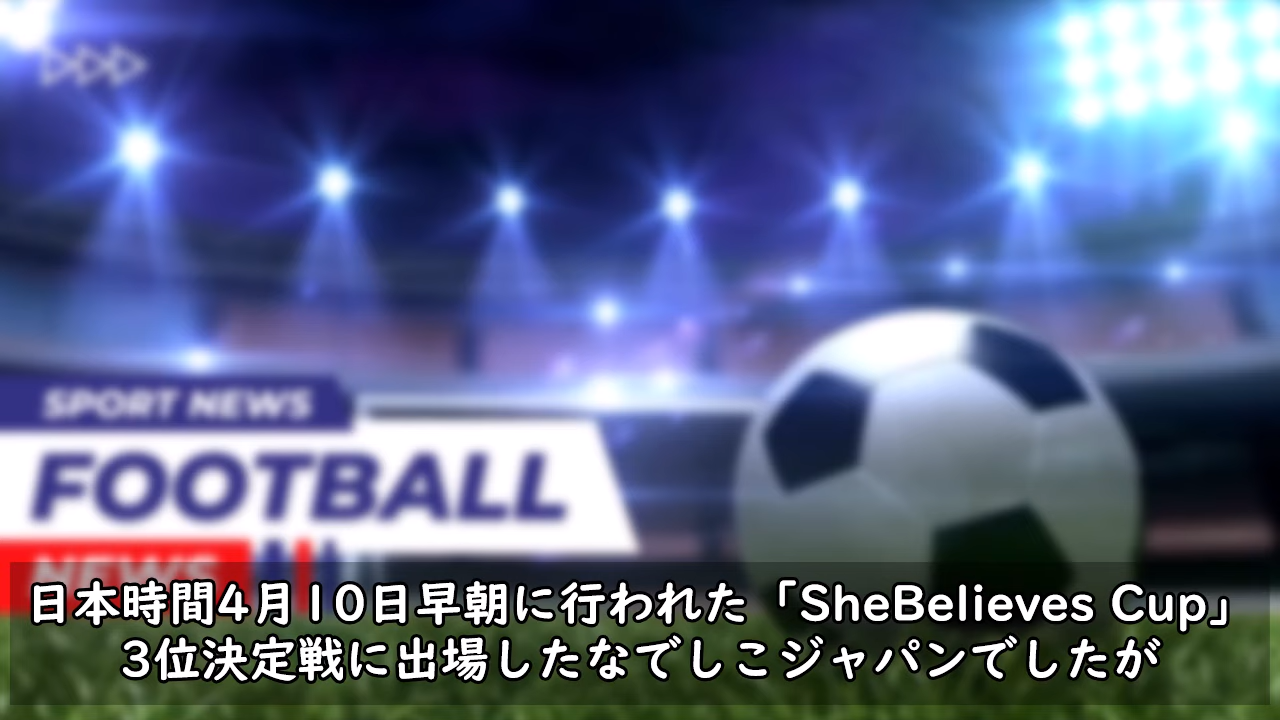 SPORT NEWS
FOOTBALL
NEWS
日本時間4月10日早朝に行われた「SheBelieves Cup」
3位決定戦に出場したなでしこジャパンでしたが